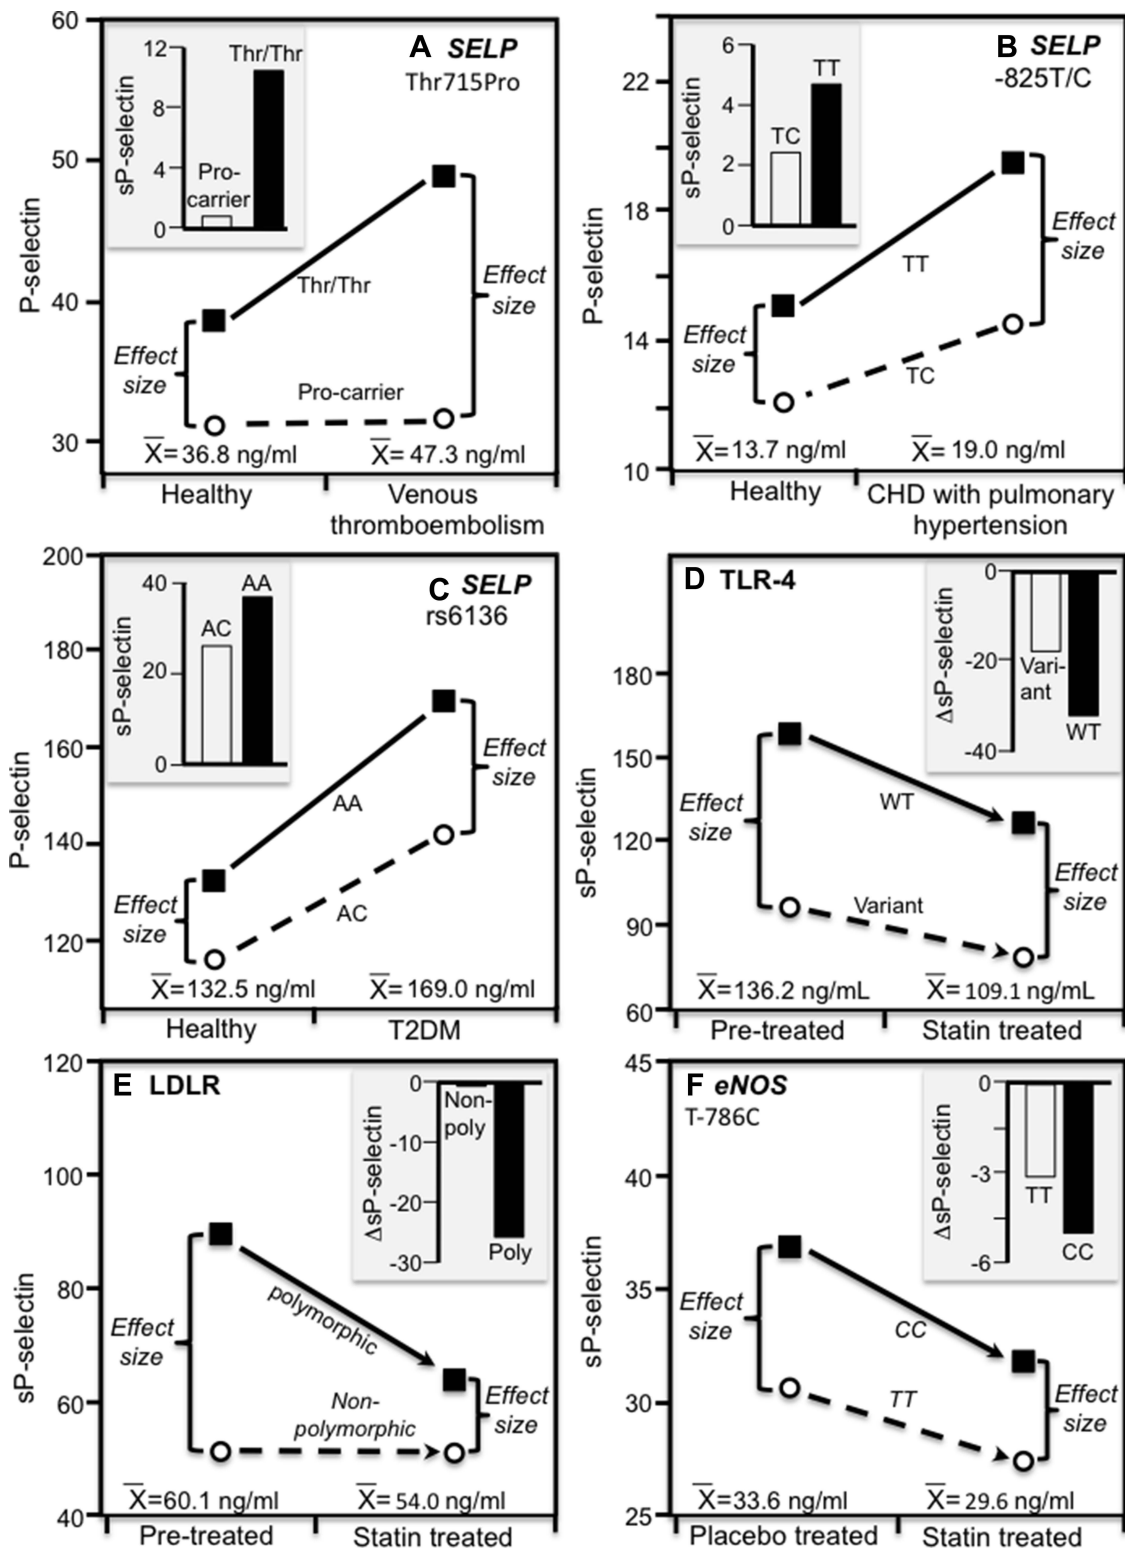 A SELP
Thr715Pro
60
50
40
30
P-selectin
12
8
4
0
sP-selectin
Thr/Thr
Pro-
carrier
Thr/Thr
Effect
size
Effect
size
Pro-carrier
X=36.8 ng/ml
X=47.3 ng/ml
Healthy
Venous
thromboembolism
B SELP
-825T/C
22
18
14
10
P-selectin
6
4
2
0
sP-selectin
TT
TC
Effect
size
TT
Effect
size
TC
X=13.7 ng/ml
X=19.0 ng/ml
Healthy
CHD with pulmonary
hypertension
C SELP
rs6136
200
180
160
140
120
P-selectin
40
20
0
sP-selectin
AA
AC
Effect
size
AA
Effect
size
AC
X=132.5 ng/ml
X=169.0 ng/ml
Healthy
T2DM
D TLR-4
180
150
120
90
60
sP-selectin
0
-20
-40
ΔsP-selectin
Vari-
ant
WT
Effect
size
WT
Effect
size
Variant
X=136.2 ng/mL
X=109.1 ng/mL
Pre-treated
Statin treated
E LDLR
120
100
80
60
40
sP-selectin
0
-10
-20
-30
ΔsP-selectin
Non-
poly
Poly
Effect
size
polymorphic
Non-
polymorphic
Effect
size
X=60.1 ng/ml
X=54.0 ng/ml
Pre-treated
Statin treated
F eNOS
T-786C
45
40
35
30
25
sP-selectin
0
-3
-6
ΔsP-selectin
TT
CC
Effect
size
CC
TT
Effect
size
X=33.6 ng/ml
X=29.6 ng/ml
Placebo treated
Statin treated